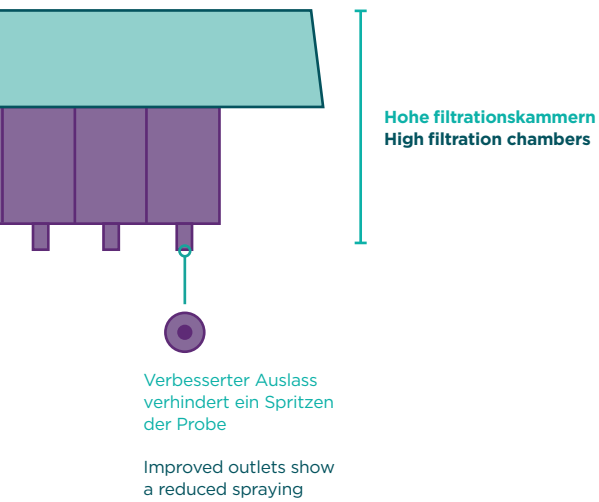 Hohe filtrationskammern
High filtration chambers
Verbesserter Auslass
verhindert ein Spritzen
der Probe
Improved outlets show
a reduced spraying